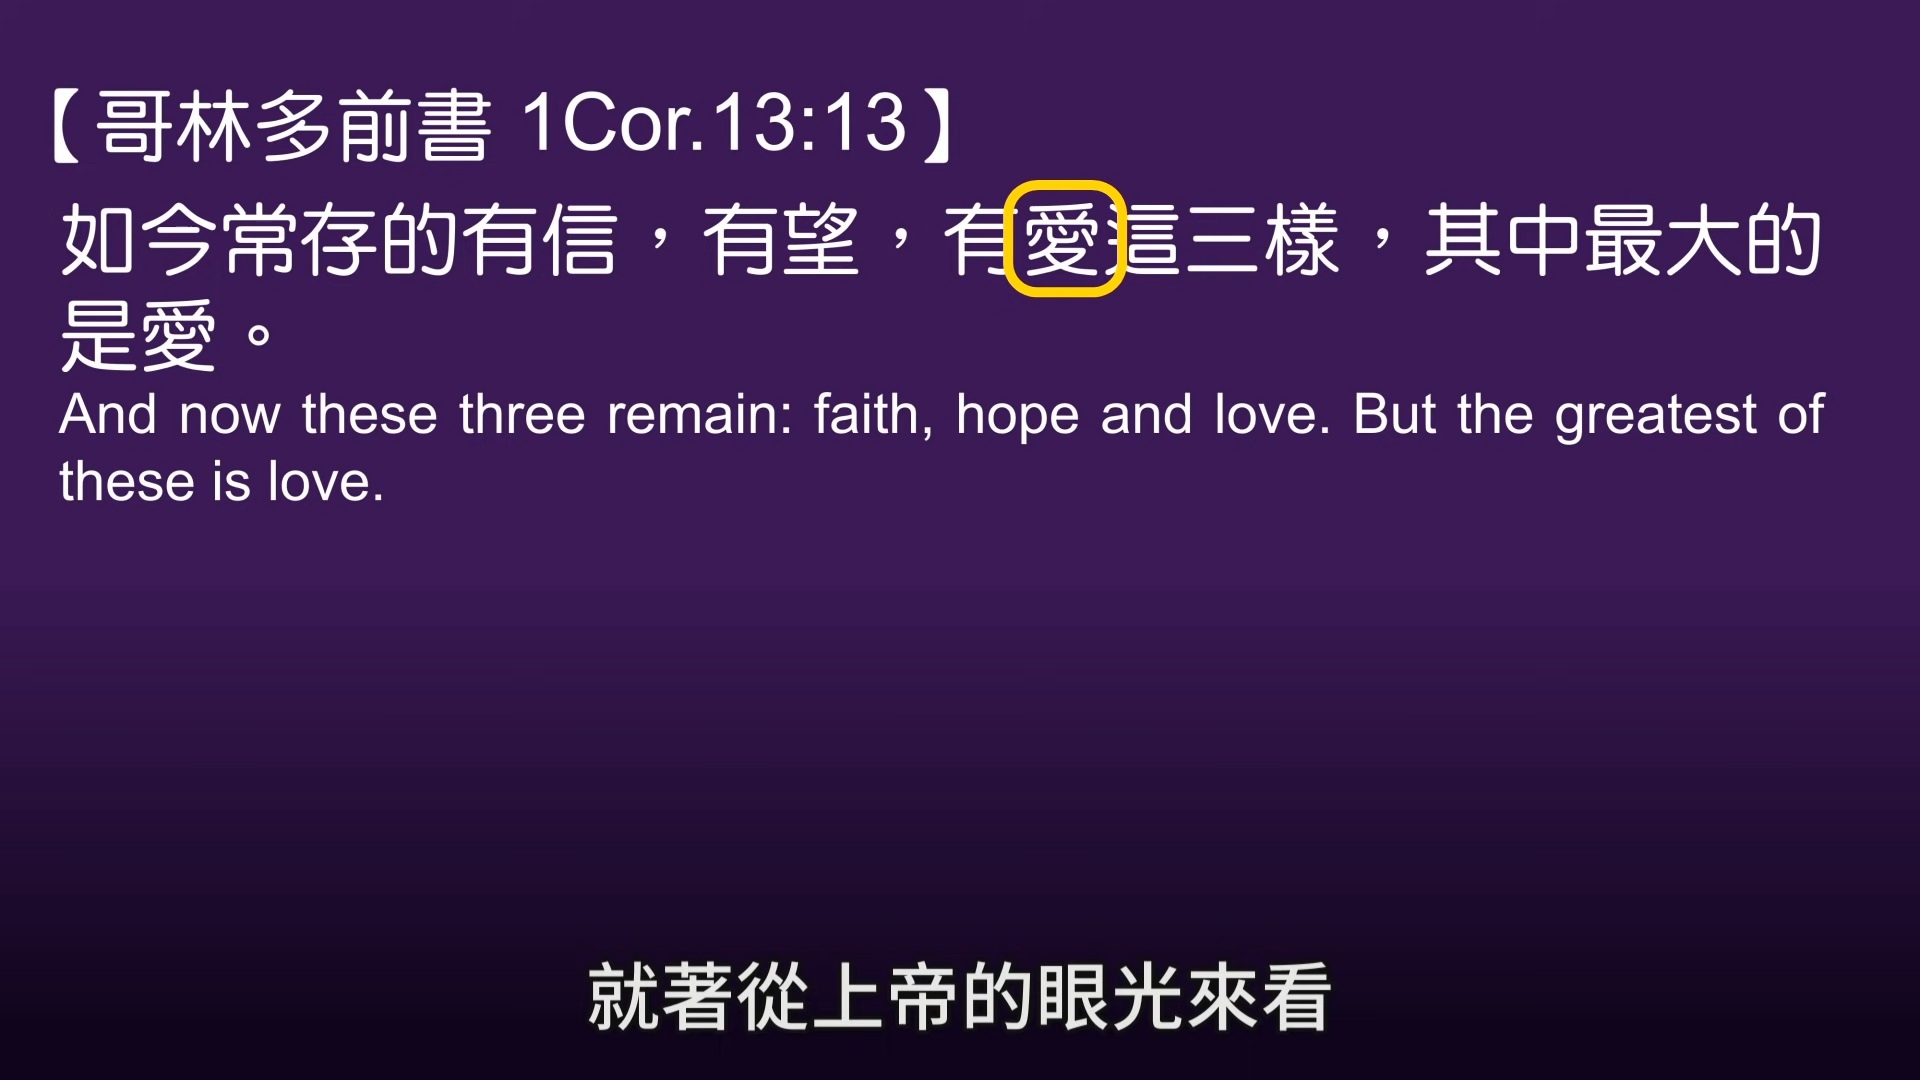 【哥林多前書 1Cor.13:13】
如今常存的有信，有望，有愛這三樣，其中最大的
是愛。
And now these three remain: faith, hope and love. But the greatest of
these is love.
就著從上帝的眼光來看